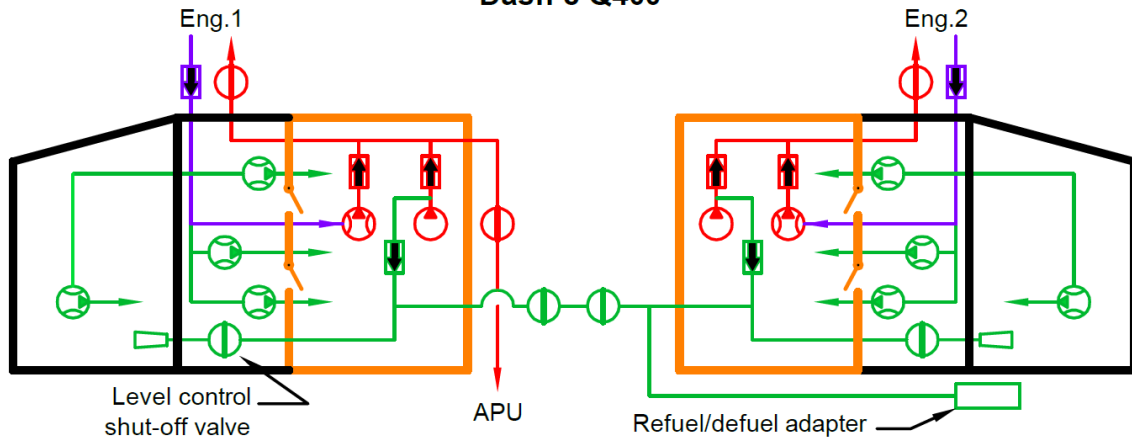 Eng.1
Eng.2
Level control
shut-off valve
APU
Refuel/defuel adapter